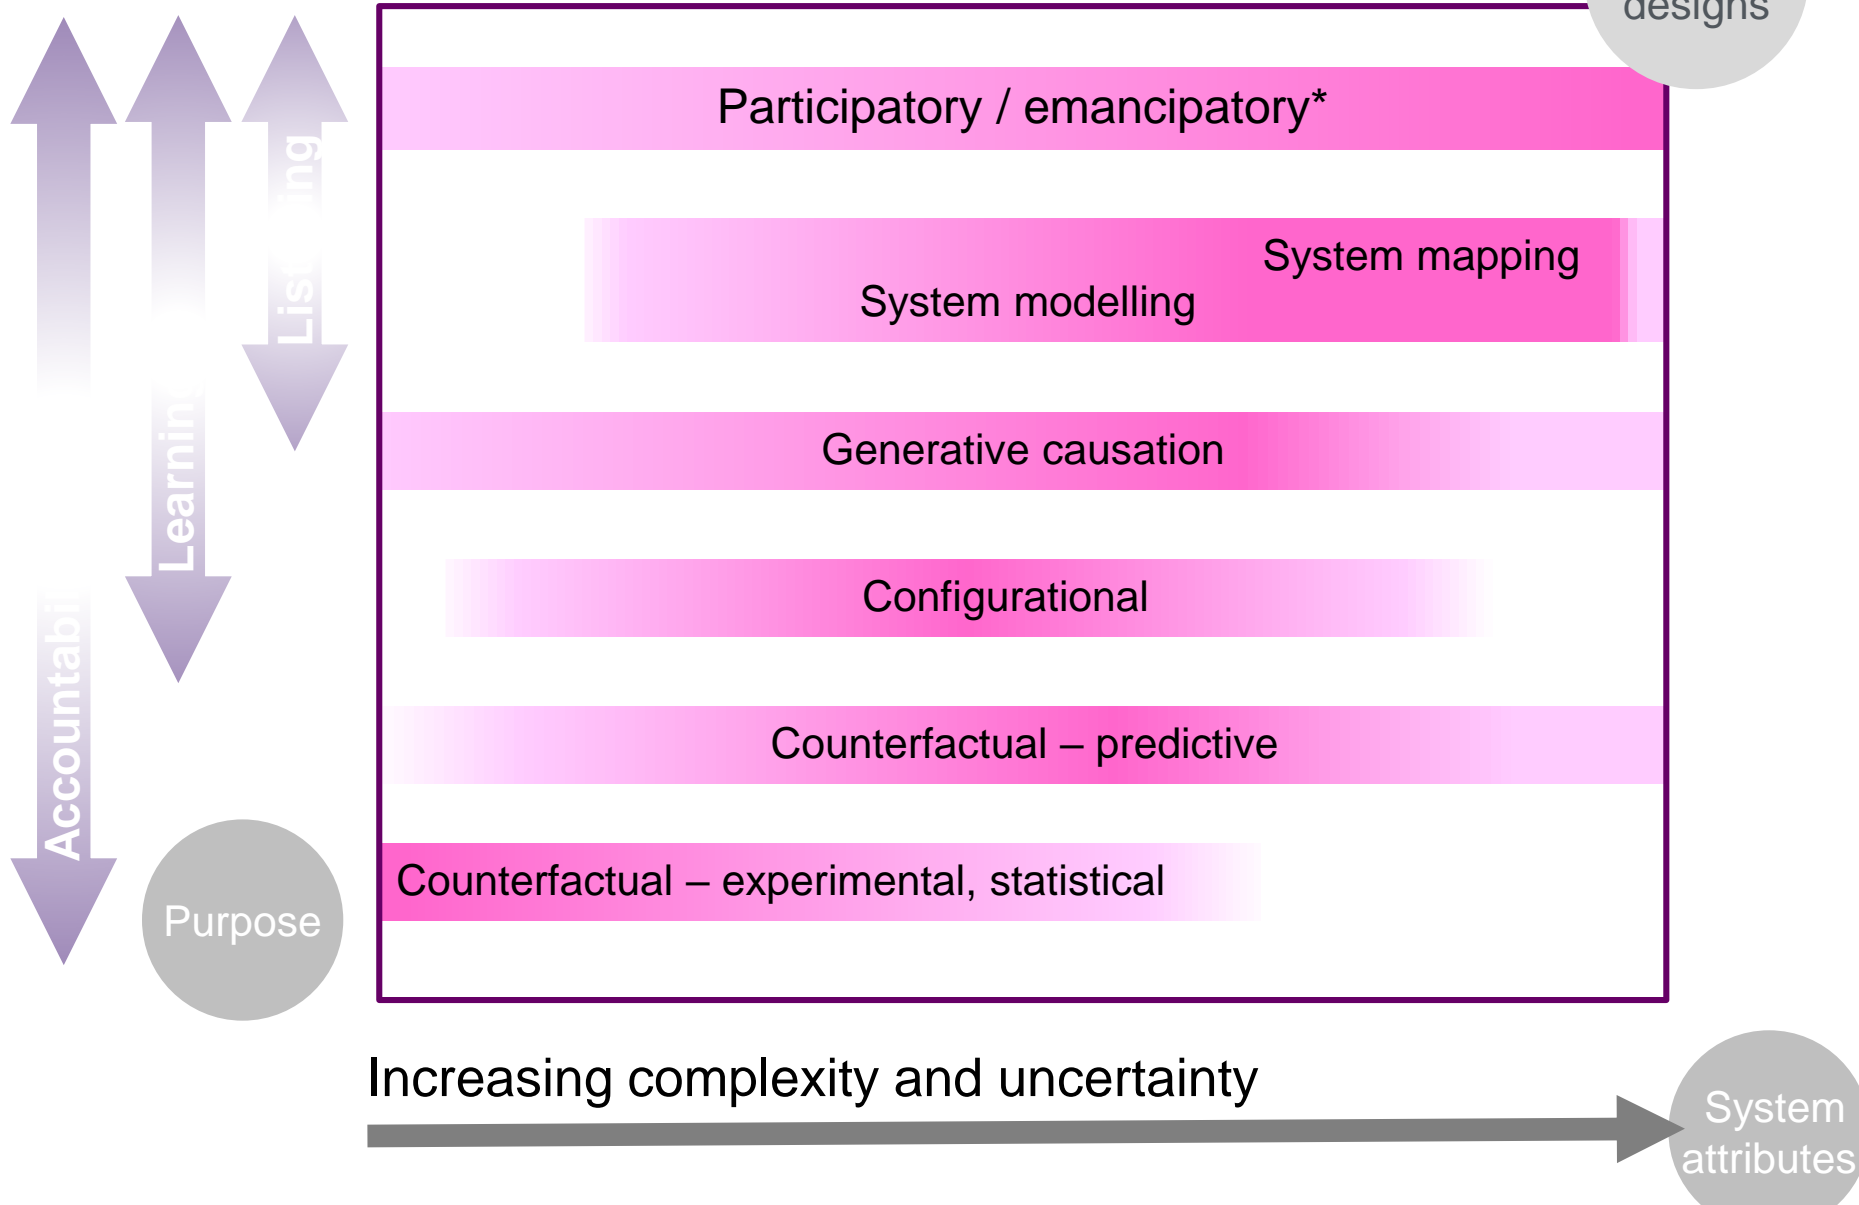 designs
Participatory / emancipatory*
System mapping
System modelling
Generative causation
Configurational
Counterfactual – predictive
Counterfactual – experimental, statistical
Learning
Purpose
Increasing complexity and uncertainty
System
attributes